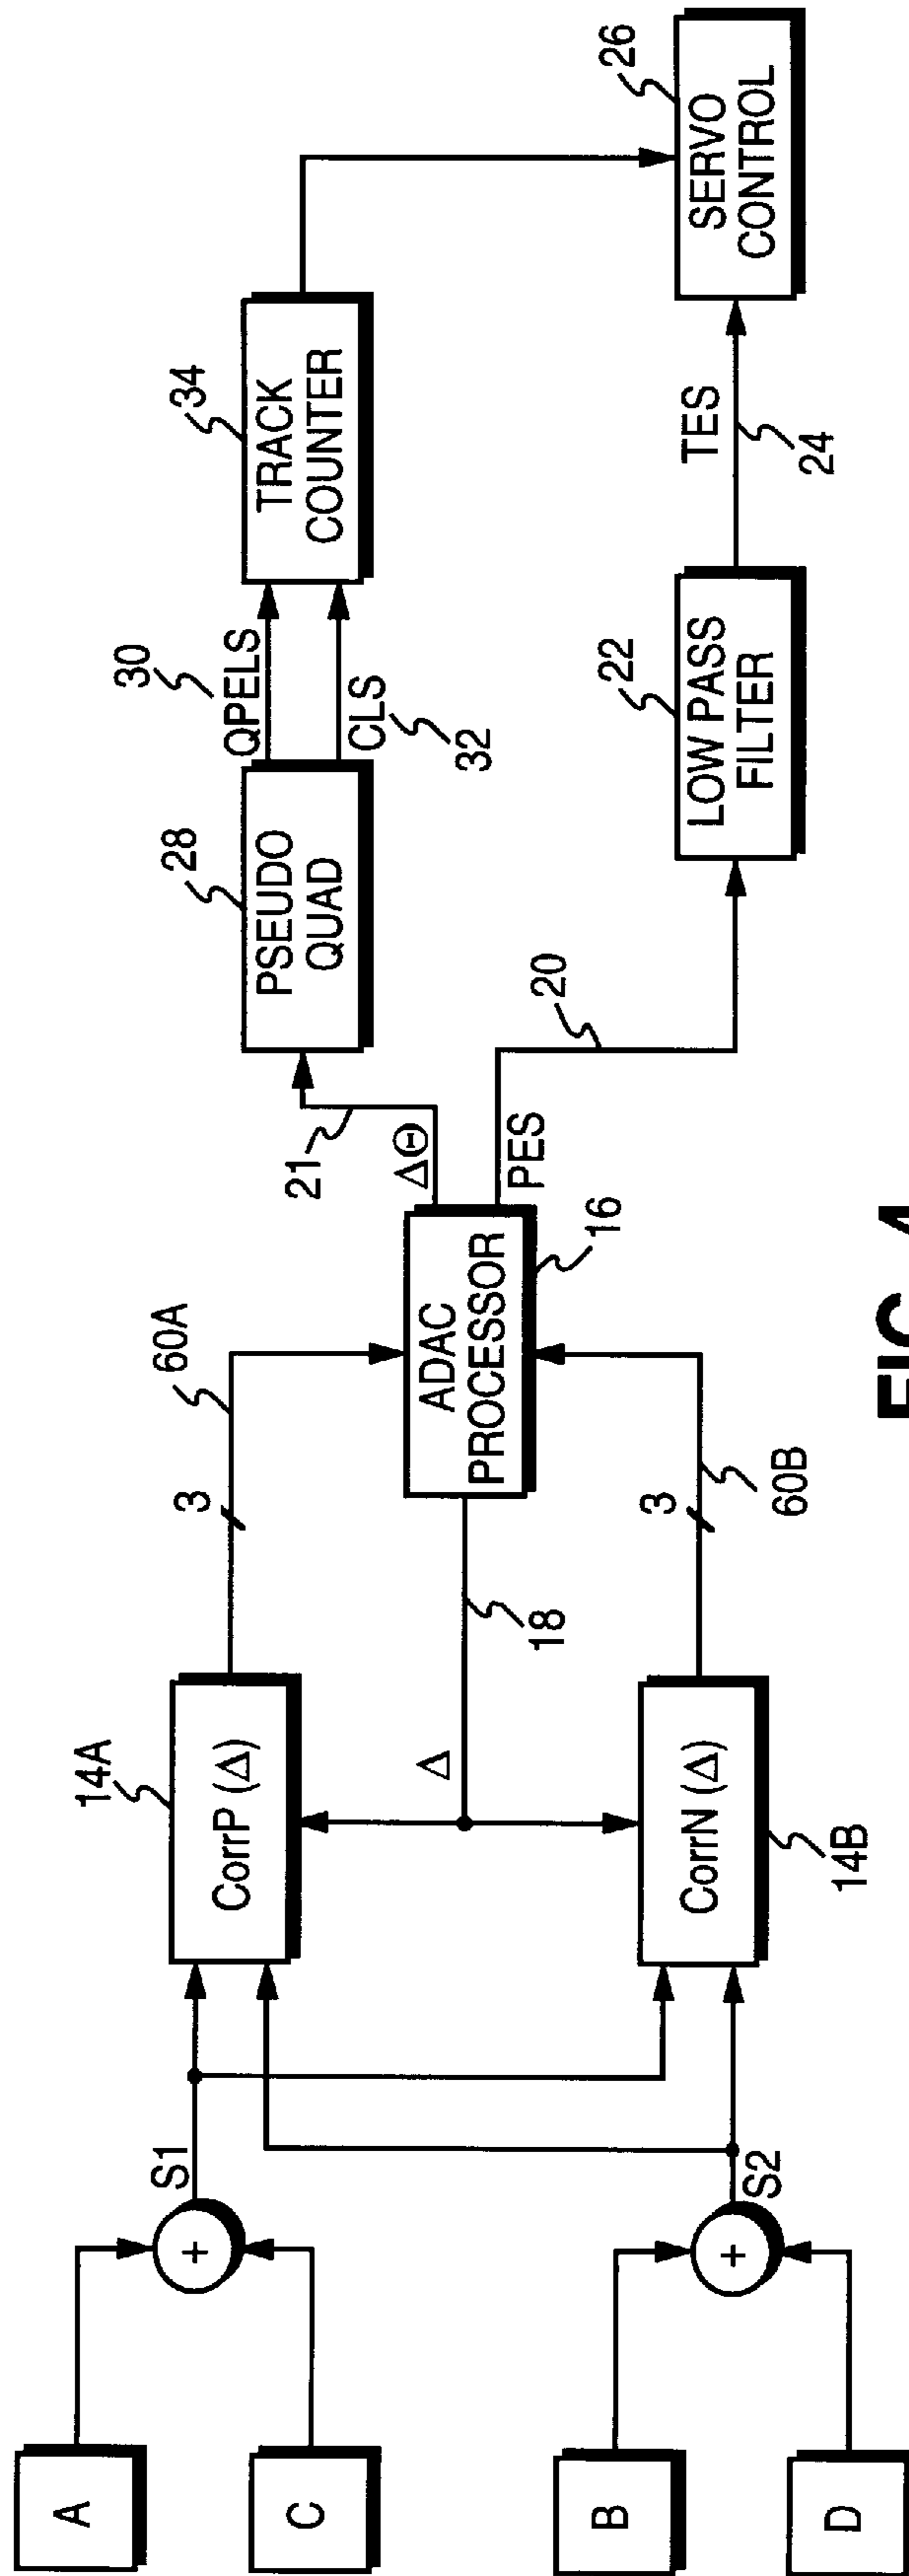 A
C
B
D
+
+
S1
S2
14A
CorrP (Δ)
CorrN (Δ)
14B
Δ
18
3
60A
3
60B
ADAC
PROCESSOR
16
ΔΘ
21
PES
20
28
PSEUDO
QUAD
30
QPELS
CLS
32
34
TRACK
COUNTER
22
LOW PASS
FILTER
TES
24
26
SERVO
CONTROL
FIG.